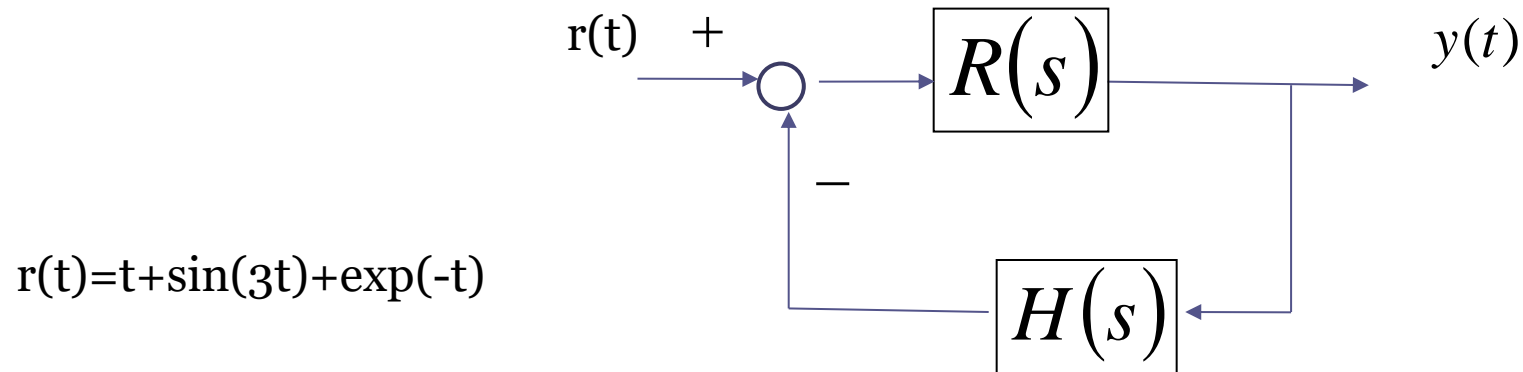 r(t) +
R(s)
y(t)
−
r(t)=t+sin(3t)+exp(-t)
H(s)